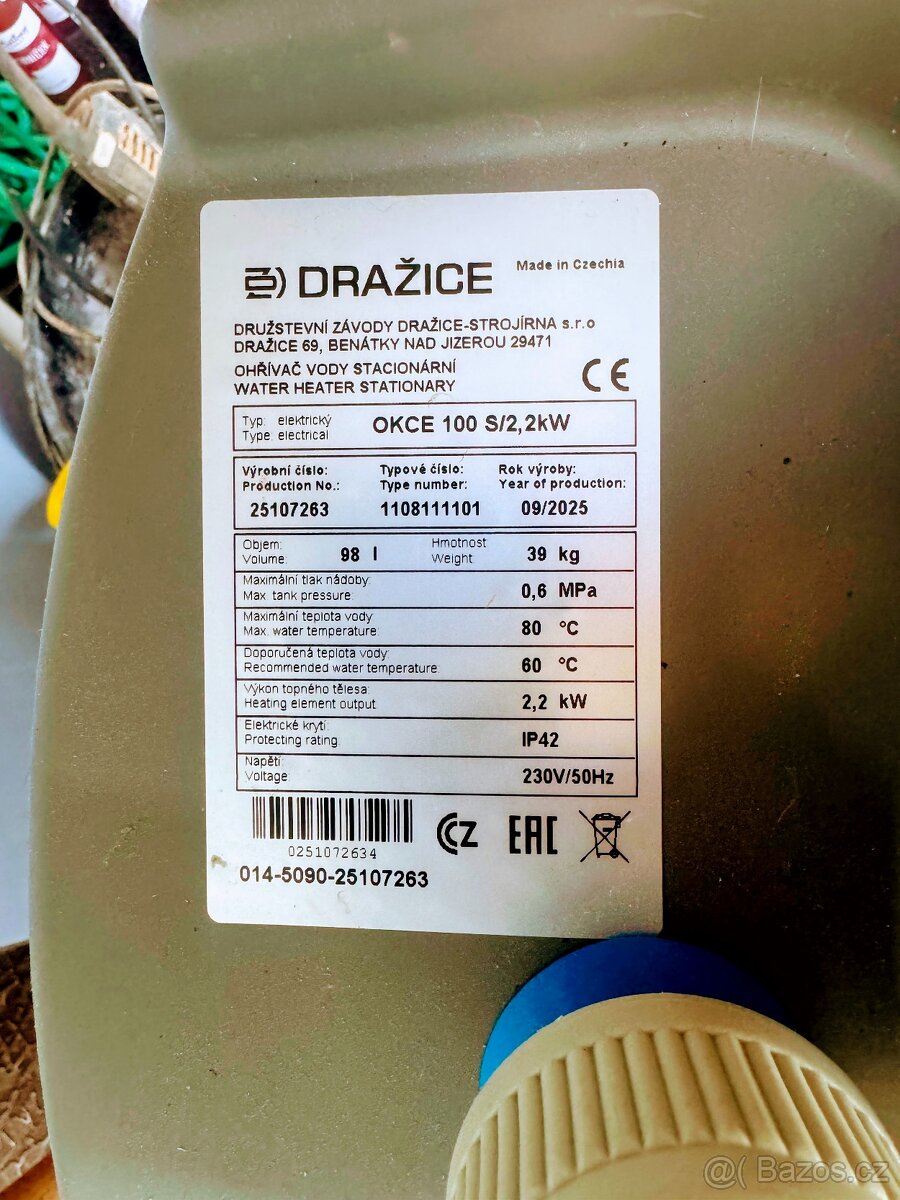 DRAŽICE
Made in Czechia
DRUŽSTEVNÍ ZÁVODY DRAŽICE-STROJÍRNA s.r.o
DRAŽICE 69, BENÁTKY NAD JIZEROU 29471
OHŘÍVAČ VODY STACIONÁRNÍ
WATER HEATER STATIONARY
CE
Typ: elektrický
Type: electrical
OKCE 100 S/2,2kW
Výrobní číslo: Typové číslo: Rok výroby:
Production No.: Type number: Year of production:
25107263 1108111101 09/2025
Objem: Hmotnost
Volume: 98 l Weight 39 kg
Maximální tlak nádoby:
Max. tank pressure: 0,6 MPa
Maximální teplota vody
Max. water temperature: 80 °C
Doporučená teplota vody:
Recommended water temperature: 60 °C
Výkon topného tělesa:
Heating element output 2,2 kW
Elektrické krytí:
Protecting rating IP42
Napětí:
Voltage: 230V/50Hz
0251072634
CZ EAC
014-5090-25107263
@( Bazos.cz